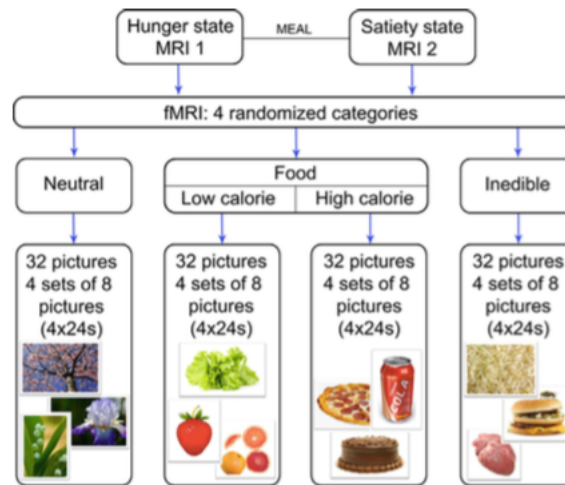 Hunger state
MRI 1
MEAL
Satiety state
MRI 2
fMRI: 4 randomized categories
Neutral
Food
Low calorie
High calorie
Inedible
32 pictures
4 sets of 8
pictures
(4x24s)
32 pictures
4 sets of 8
pictures
(4x24s)
32 pictures
4 sets of 8
pictures
(4x24s)
COLA
32 pictures
4 sets of 8
pictures
(4x24s)